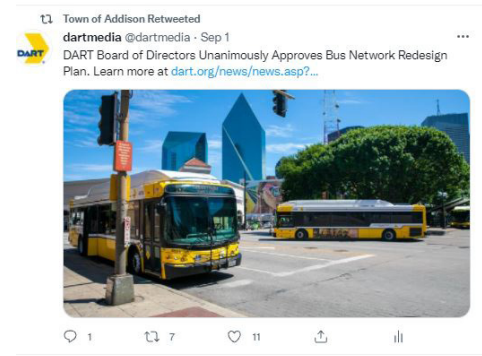 Town of Addison Retweeted
DART
dartmedia @dartmedia · Sep 1
DART Board of Directors Unanimously Approves Bus Network Redesign
Plan. Learn more at dart.org/news/news.asp?...
1
7
11